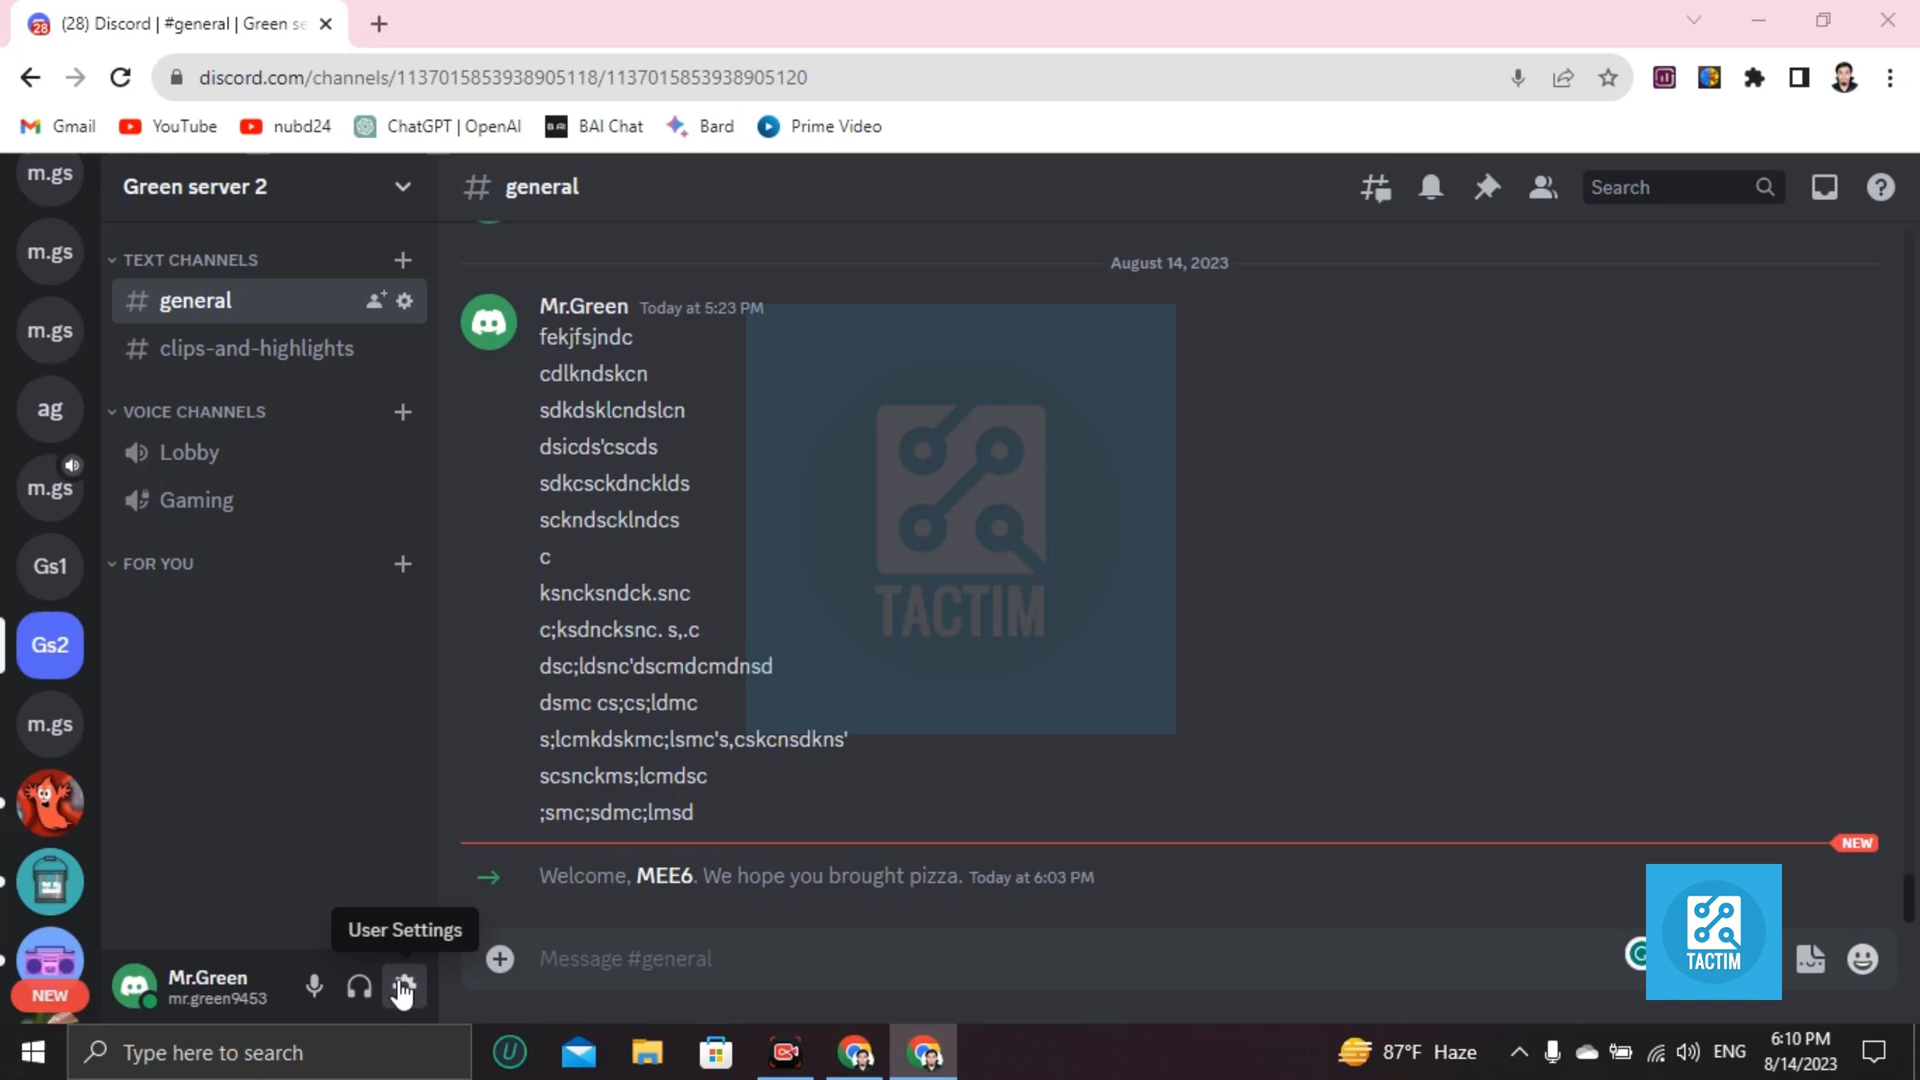 28
(28) Discord | #general | Green se
discord.com/channels/1137015853938905118/1137015853938905120
Gmail
YouTube
nubd24
ChatGPT | OpenAI
BAI
BAI Chat
Bard
Prime Video
m.gs
m.gs
m.gs
ag
m.gs
Gs1
Gs2
m.gs
NEW
Green server 2
TEXT CHANNELS
general
clips-and-highlights
VOICE CHANNELS
Lobby
Gaming
FOR YOU
User Settings
Mr.Green
mr.green9453
general
Search
August 14, 2023
Mr.Green Today at 5:23 PM
fekjfsjndc
cdlkndskcn
sdkdsklcndslcn
dsicds'cscds
sdkcsckdncklds
sckndscklndcs
c
ksncksndck.snc
c;ksdncksnc. s,.c
dsc;ldsnc'dscmdcmdnsd
dsmc cs;cs;ldmc
s;lcmkdskmc;lsmc's,cskcnsdkns'
scsnckms;lcmdsc
;smc;sdmc;lmsd
TACTIM
NEW
Welcome, MEE6. We hope you brought pizza. Today at 6:03 PM
Message #general
TACTIM
Type here to search
87°F Haze
ENG
6:10 PM
8/14/2023